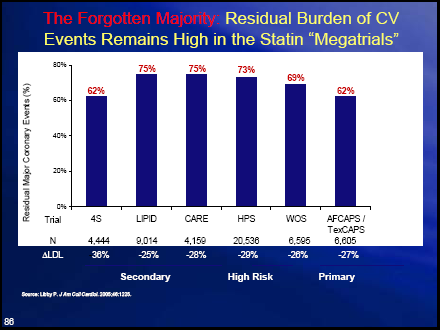 The Forgotten Majority: Residual Burden of CV
Events Remains High in the Statin “Megatrials”
Residual Major Coronary Events (%)
80%
60%
40%
20%
0%
62%
75%
75%
73%
69%
62%
Trial 4S LIPID CARE HPS WOS AFCAPS /
TexCAPS
N 4,444 9,014 4,159 20,536 6,595 6,605
ΔLDL 36% -25% -28% -29% -26% -27%
Secondary High Risk Primary
Source: Libby P. J Am Coll Cardiol. 2005;46:1225.
86